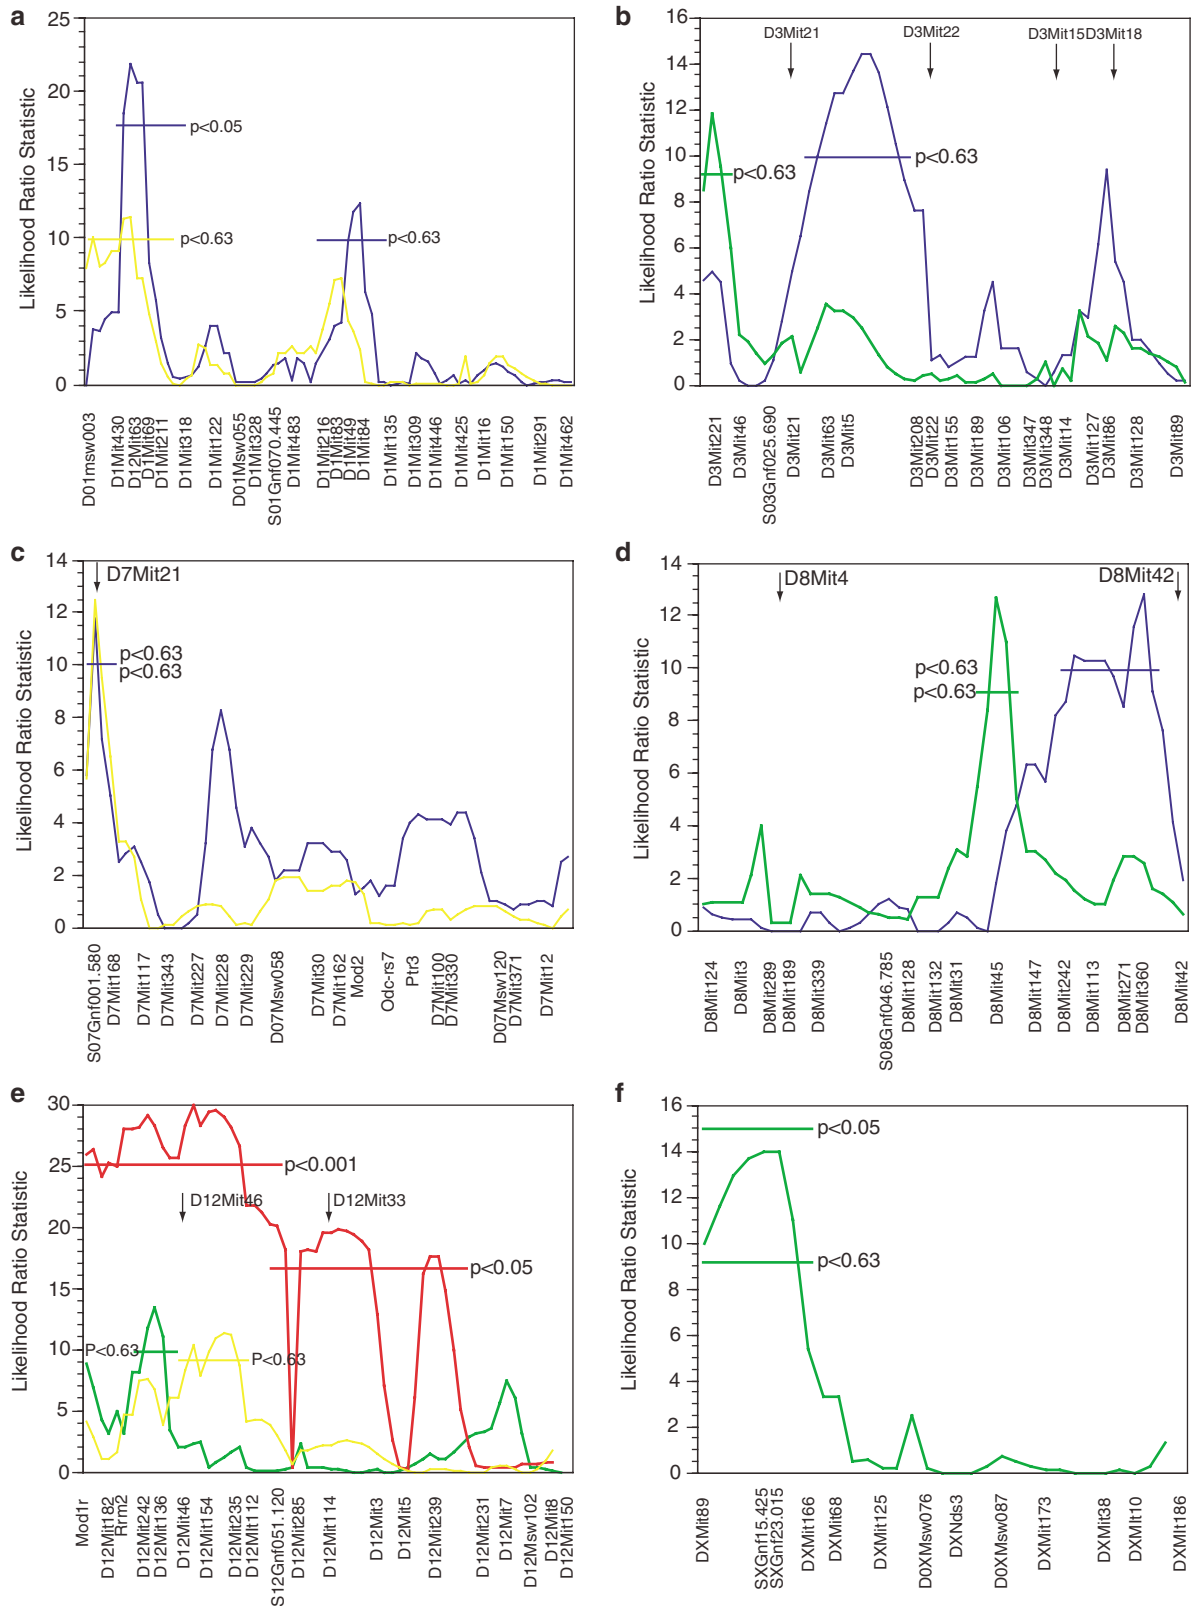 a
Likelihood Ratio Statistic
25
20
15
10
5
0
p<0.05
p<0.63
p<0.63
D01msw003
D1Mit430
D12Mit63
D1Mit69
D1Mit211
D1Mit318
D1Mit122
D01Msw055
D1Mit328
S01Gnf070.445
D1Mit483
D1Mit216
D1Mit83
D1Mit49
D1Mit84
D1Mit135
D1Mit309
D1Mit446
D1Mit425
D1Mit16
D1Mit150
D1Mit291
D1Mit462
b
Likelihood Ratio Statistic
16
14
12
10
8
6
4
2
0
D3Mit21
D3Mit22
D3Mit15
D3Mit18
p<0.63
p<0.63
D3Mit221
D3Mit46
S03Gnf025.690
D3Mit21
D3Mit63
D3Mit5
D3Mit208
D3Mit22
D3Mit155
D3Mit189
D3Mit106
D3Mit347
D3Mit348
D3Mit14
D3Mit127
D3Mit86
D3Mit128
D3Mit89
c
Likelihood Ratio Statistic
14
12
10
8
6
4
2
0
D7Mit21
p<0.63
p<0.63
S07Gnf001.580
D7Mit168
D7Mit117
D7Mit343
D7Mit227
D7Mit228
D7Mit229
D07Msw058
D7Mit30
D7Mit162
Mod2
Odc-rs7
Ptr3
D7Mit100
D7Mit330
D07Msw120
D7Mit371
D7Mit12
d
Likelihood Ratio Statistic
14
12
10
8
6
4
2
0
D8Mit4
D8Mit42
p<0.63
p<0.63
D8Mit124
D8Mit3
D8Mit289
D8Mit189
D8Mit339
S08Gnf046.785
D8Mit128
D8Mit132
D8Mit31
D8Mit45
D8Mit147
D8Mit242
D8Mit113
D8Mit271
D8Mit360
D8Mit42
e
Likelihood Ratio Statistic
30
25
20
15
10
5
0
p<0.001
D12Mit46
D12Mit33
p<0.05
P<0.63
P<0.63
Mod1r
D12Mit182
Rrm2
D12Mit242
D12Mit136
D12Mit46
D12Mit154
D12Mit235
D12MIt112
S12Gnf051.120
D12Mit285
D12Mit114
D12Mit3
D12Mit5
D12Mit239
D12Mit231
D12Mit7
D12Msw102
D12Mit8
D12Mit150
f
Likelihood Ratio Statistic
16
14
12
10
8
6
4
2
0
p<0.05
p<0.63
DXMit89
SXGnf15.425
SXGnf23.015
DXMit166
DXMit68
DXMit125
D0XMsw076
DXNds3
D0XMsw087
DXMit173
DXMit38
DXMIt10
DXMIt186